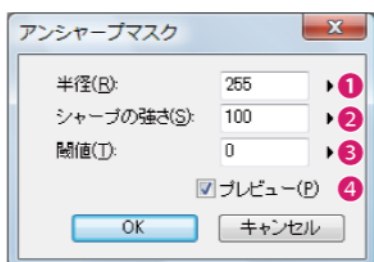 アンシャープマスク
半径(R): 255 1
シャープの強さ(S): 100 2
閾値(T): 0 3
プレビュー(P) 4
OK キャンセル